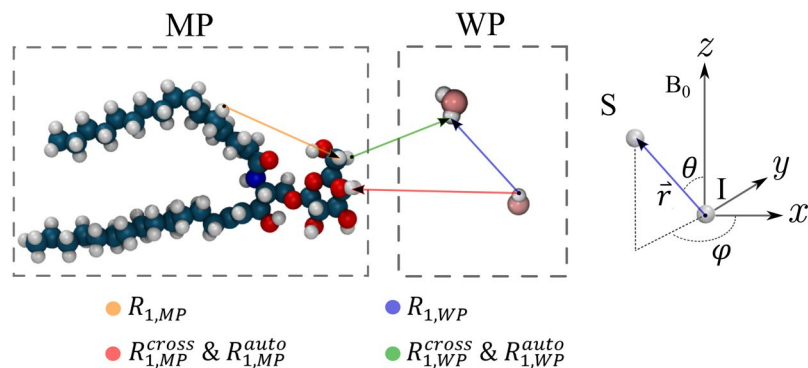 MP
WP
z
B₀
S
θ
y
I
r⃗
x
φ
R₁,MP
R₁,WP
R₁,MP^cross & R₁,MP^auto
R₁,WP^cross & R₁,WP^auto